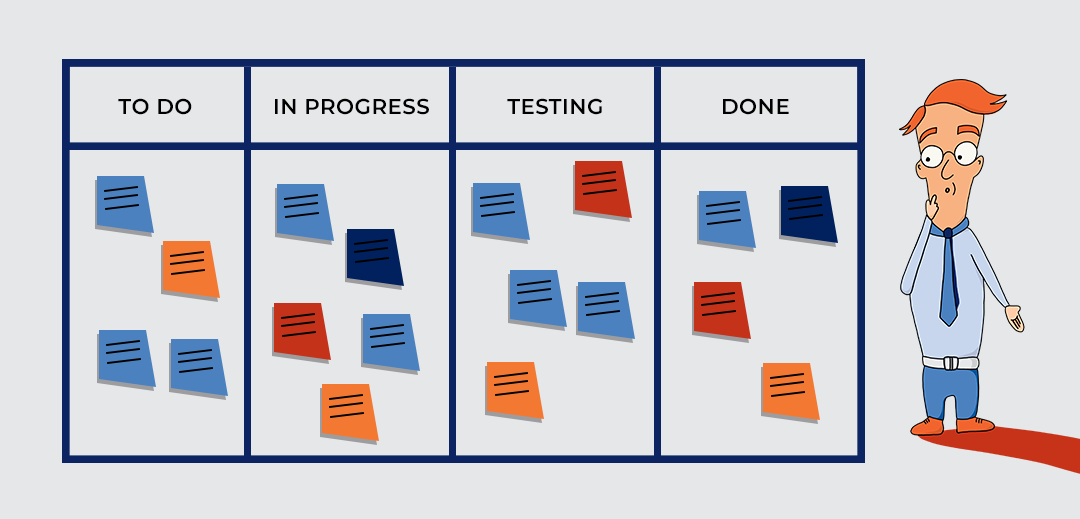 TO DO
IN PROGRESS
TESTING
DONE